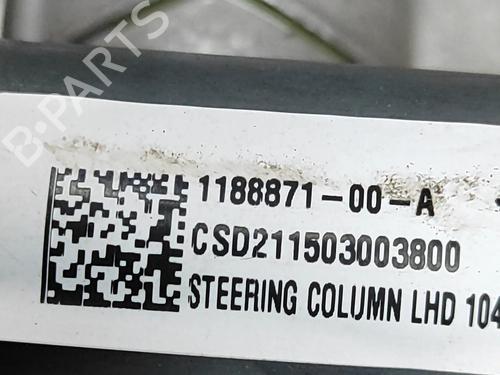 B-PARTS
1188871-00-A
CSD211503003800
STEERING COLUMN LHD 104